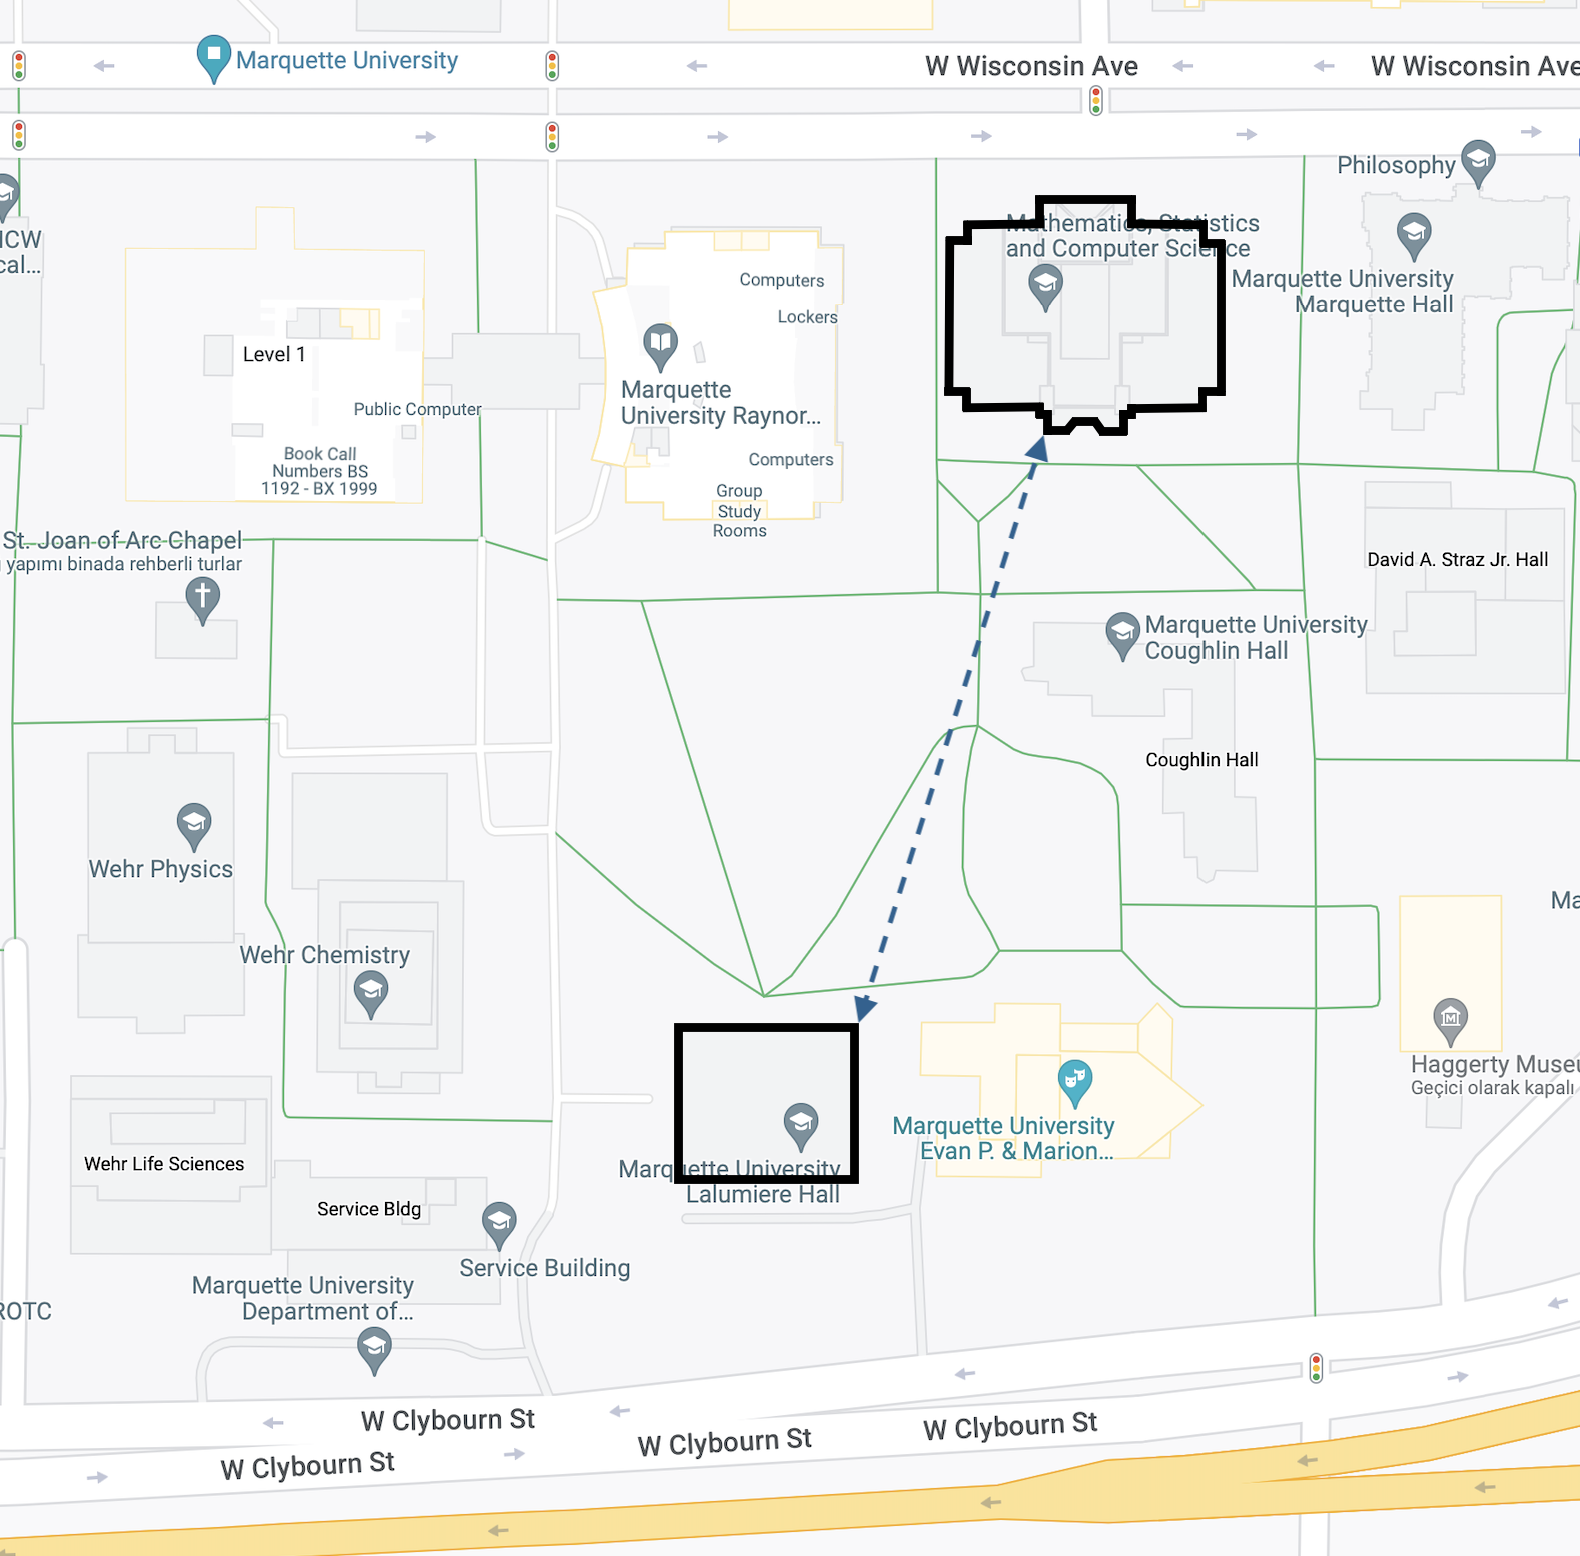 Marquette University
W Wisconsin Ave
W Wisconsin Ave
Philosophy
Mathematics, Statistics
and Computer Science
Marquette University
Marquette Hall
ICW
cal...
Computers
Lockers
Level 1
Marquette
University Raynor...
Public Computer
Book Call
Numbers BS
1192 - BX 1999
Computers
Group
Study
Rooms
St. Joan of Arc Chapel
yapımı binada rehberli turlar
David A. Straz Jr. Hall
Marquette University
Coughlin Hall
Coughlin Hall
Wehr Physics
Ma
Wehr Chemistry
Haggerty Museu
Geçici olarak kapalı
Marquette University
Evan P. & Marion...
Wehr Life Sciences
Marquette University
Lalumiere Hall
Service Bldg
Service Building
Marquette University
Department of...
ROTC
W Clybourn St
W Clybourn St
W Clybourn St
W Clybourn St